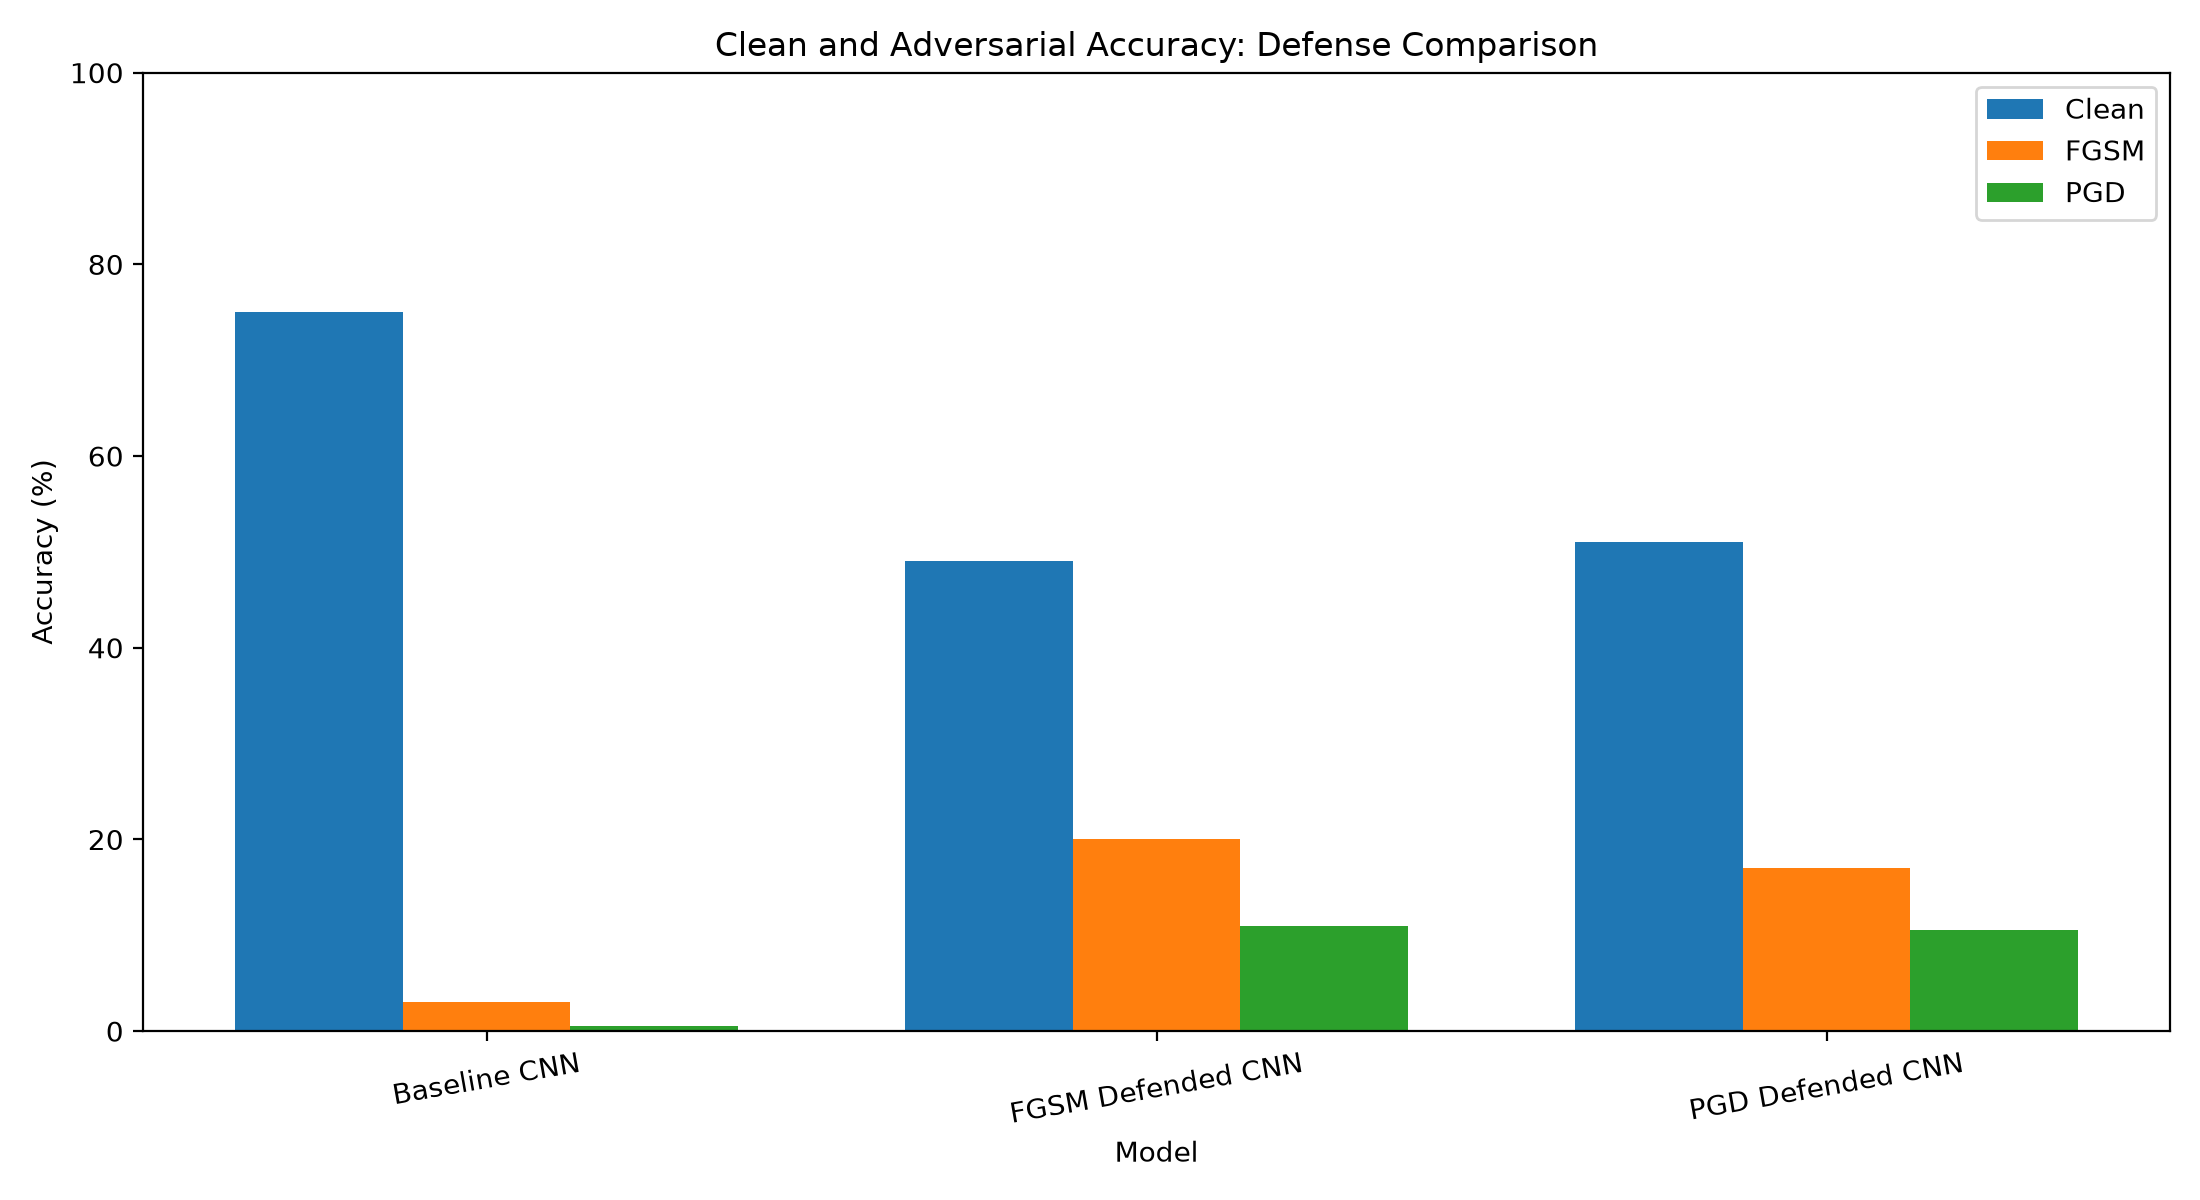 Clean and Adversarial Accuracy: Defense Comparison
100
80
60
40
20
0
Accuracy (%)
Clean
FGSM
PGD
Baseline CNN
FGSM Defended CNN
PGD Defended CNN
Model